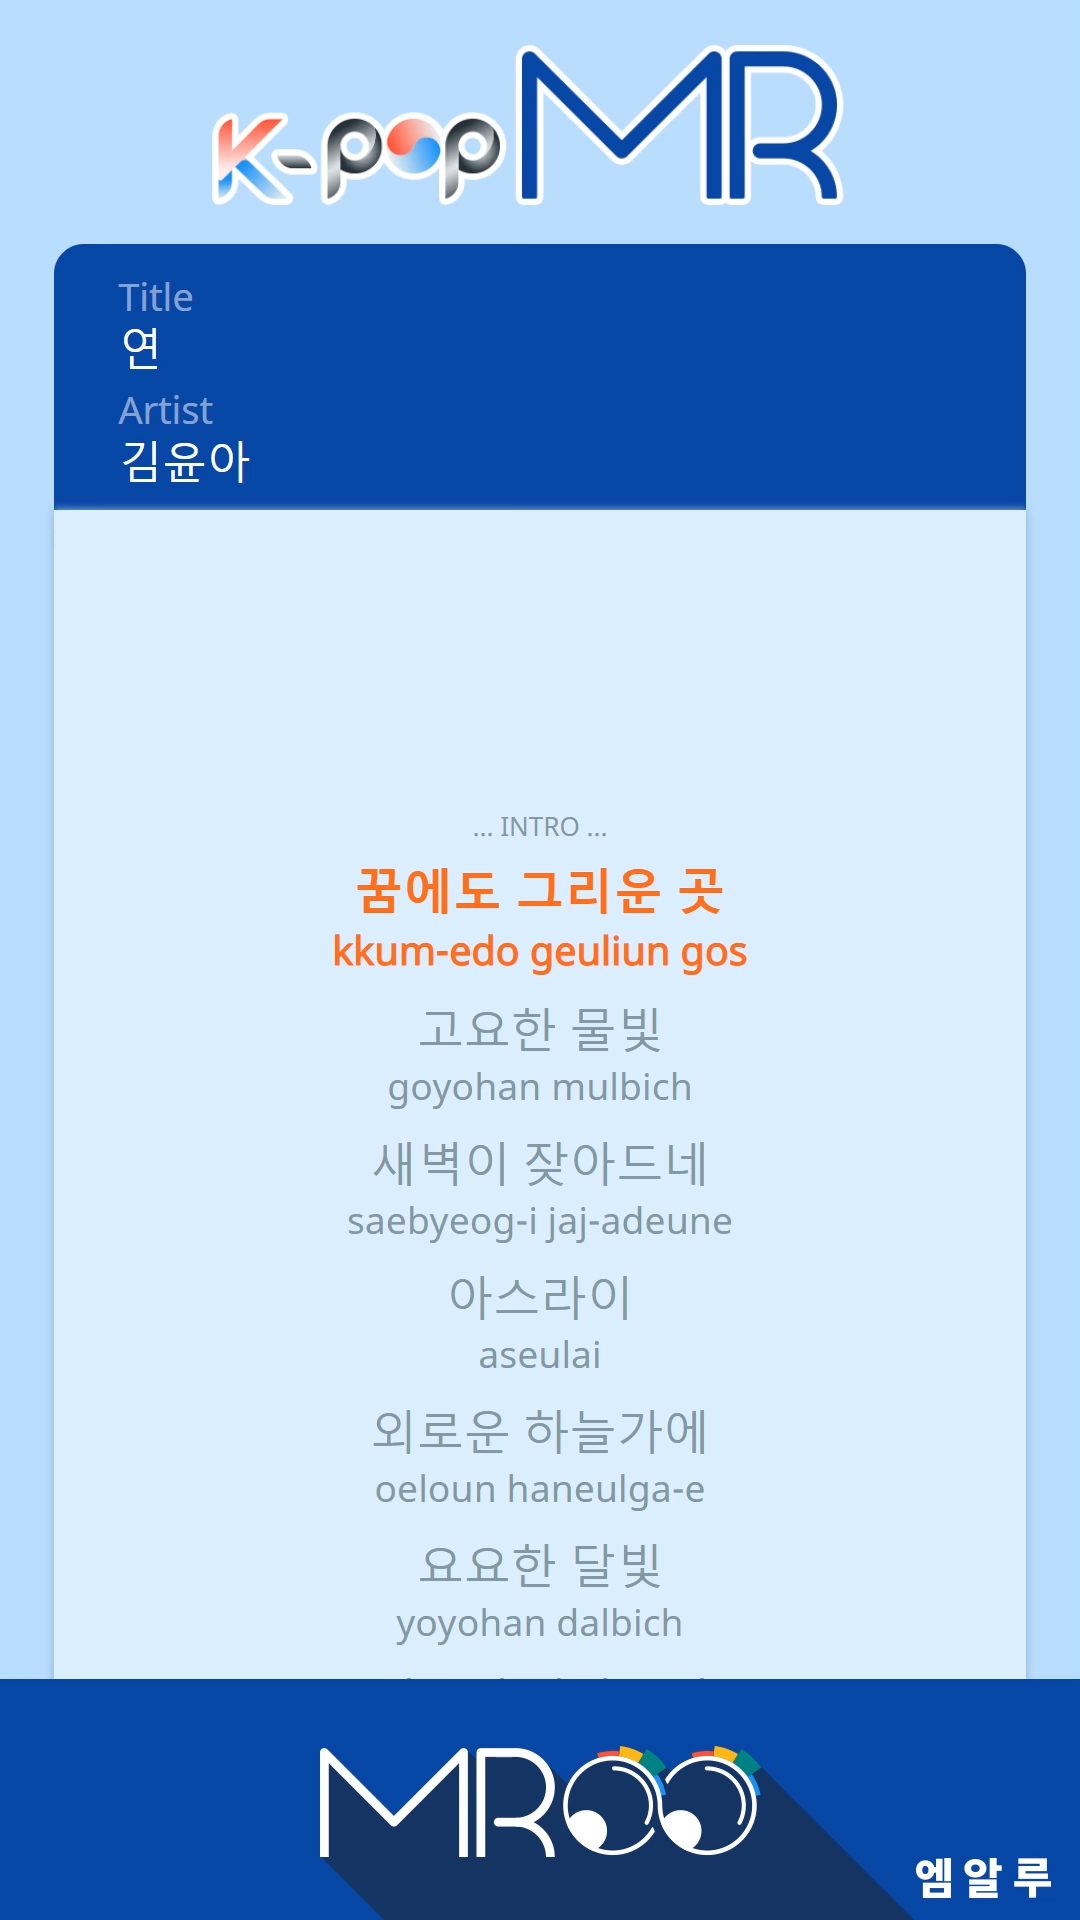 K-pop MR
Title
연
Artist
김윤아
... INTRO ...
꿈에도 그리운 곳
kkum-edo geuliun gos
고요한 물빛
goyohan mulbich
새벽이 잦아드네
saebyeog-i jaj-adeune
아스라이
aseulai
외로운 하늘가에
oeloun haneulga-e
요요한 달빛
yoyohan dalbich
MROO
엠알루